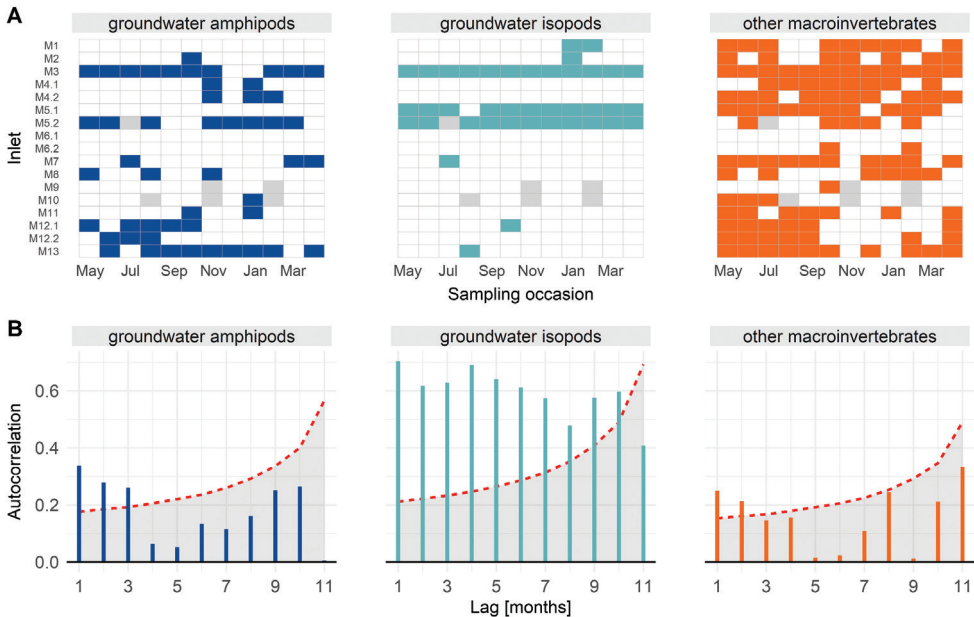 A
groundwater amphipods
groundwater isopods
other macroinvertebrates
Inlet
M1
M2
M3
M4.1
M4.2
M5.1
M5.2
M6.1
M6.2
M7
M8
M9
M10
M11
M12.1
M12.2
M13
May Jul Sep Nov Jan Mar
May Jul Sep Nov Jan Mar
May Jul Sep Nov Jan Mar
Sampling occasion
B
groundwater amphipods
groundwater isopods
other macroinvertebrates
Autocorrelation
0.6
0.4
0.2
0.0
1 3 5 7 9 11
1 3 5 7 9 11
1 3 5 7 9 11
Lag [months]